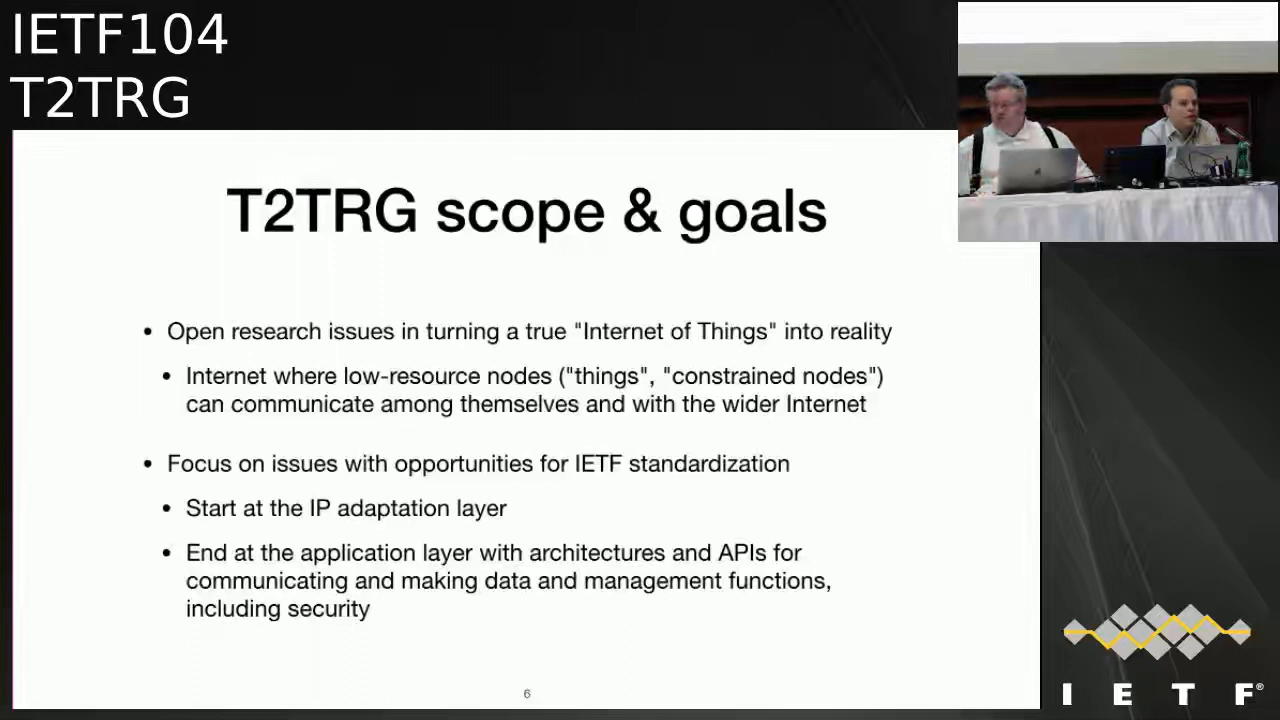 IETF104
T2TRG
T2TRG scope & goals
• Open research issues in turning a true "Internet of Things" into reality
• Internet where low-resource nodes ("things", "constrained nodes")
can communicate among themselves and with the wider Internet
• Focus on issues with opportunities for IETF standardization
• Start at the IP adaptation layer
• End at the application layer with architectures and APIs for
communicating and making data and management functions,
including security
6
I E T F®